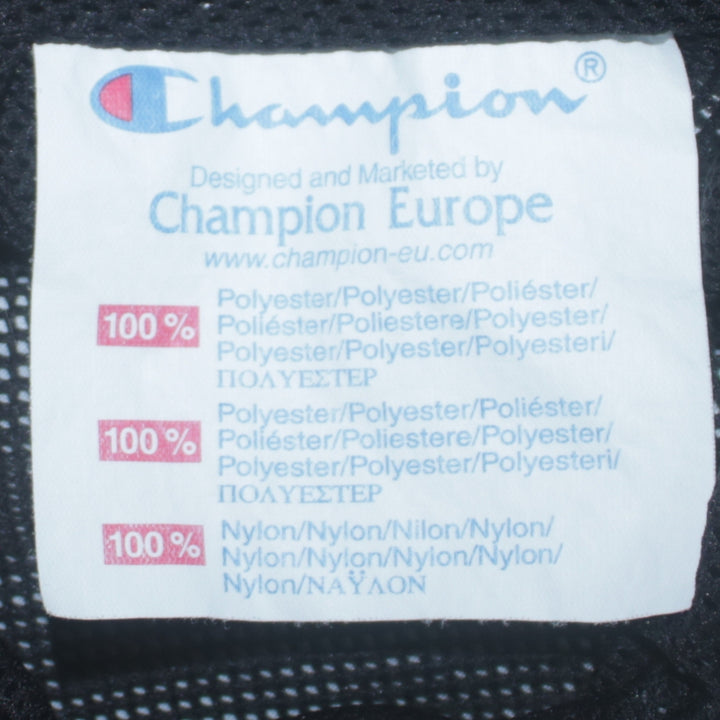 Champion®
Designed and Marketed by
Champion Europe
www.champion-eu.com
100 % Polyester/Polyester/Poliéster/
Poliéster/Poliestere/Polyester/
Polyester/Polyester/Polyesteri/
ΠΟΛΥΕΣΤΕΡ
100 % Polyester/Polyester/Poliéster/
Poliéster/Poliestere/Polyester/
Polyester/Polyester/Polyesteri/
ΠΟΛΥΕΣΤΕΡ
100 % Nylon/Nylon/Nilon/Nylon/
Nylon/Nylon/Nylon/Nylon/
Nylon/ΝΑΫΛΟΝ